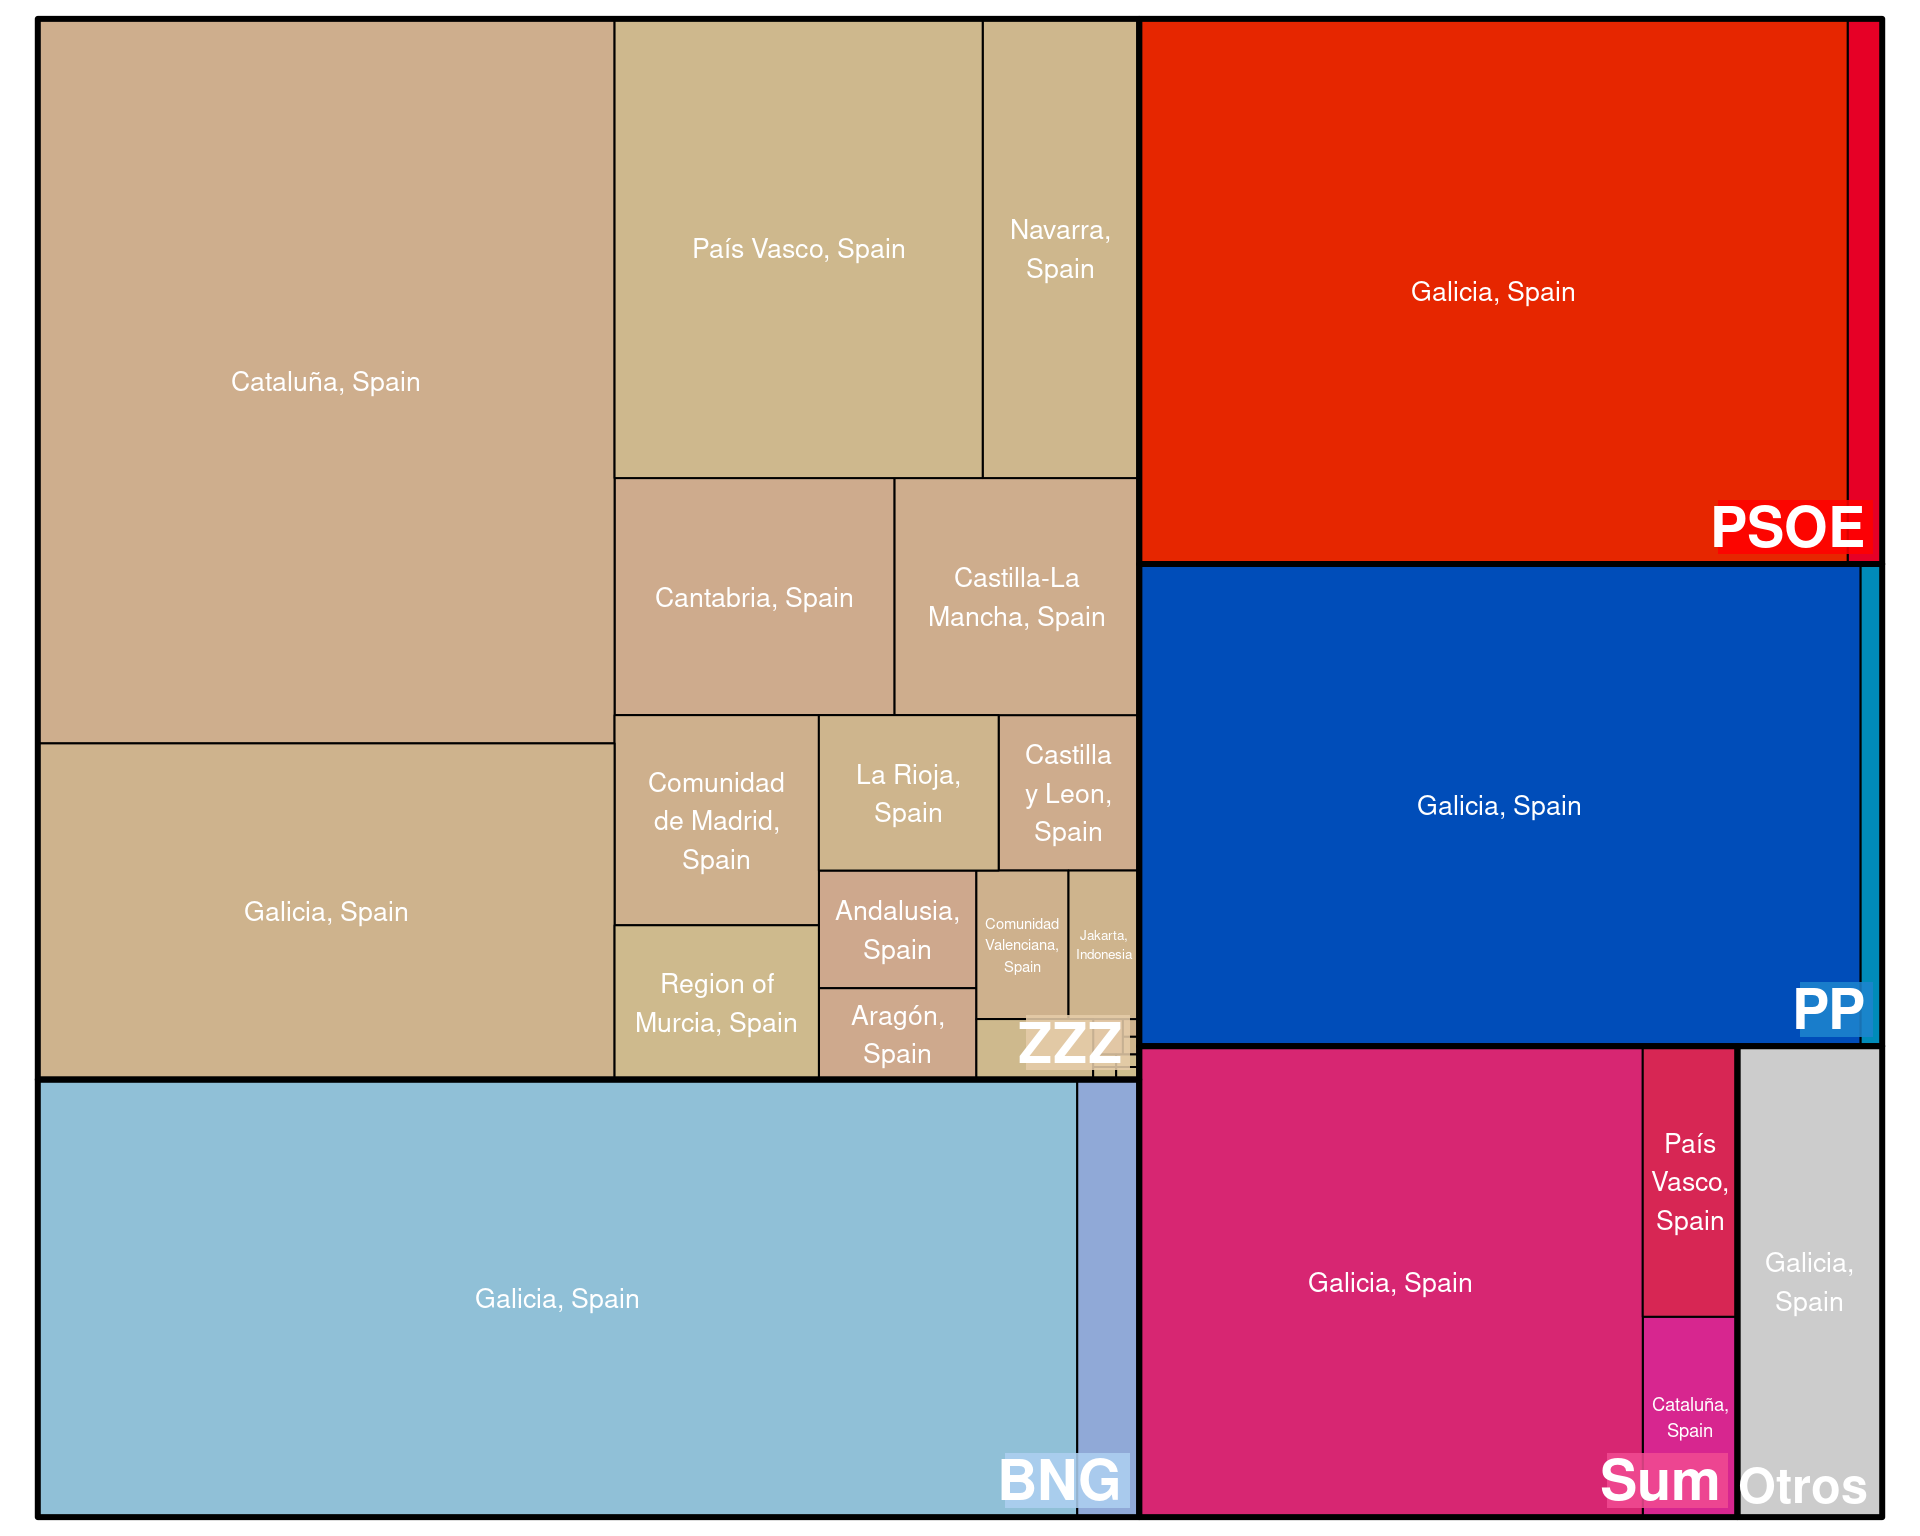 Cataluña, Spain
País Vasco, Spain
Navarra,
Spain
Cantabria, Spain
Castilla-La
Mancha, Spain
Galicia, Spain
Comunidad
de Madrid,
Spain
La Rioja,
Spain
Castilla
y Leon,
Spain
Region of
Murcia, Spain
Andalusia,
Spain
Aragón,
Spain
Comunidad
Valenciana,
Spain
Jakarta,
Indonesia
ZZZ
Galicia, Spain
BNG
Galicia, Spain
PSOE
Galicia, Spain
PP
Galicia, Spain
País
Vasco,
Spain
Cataluña,
Spain
Sum
Galicia,
Spain
Otros